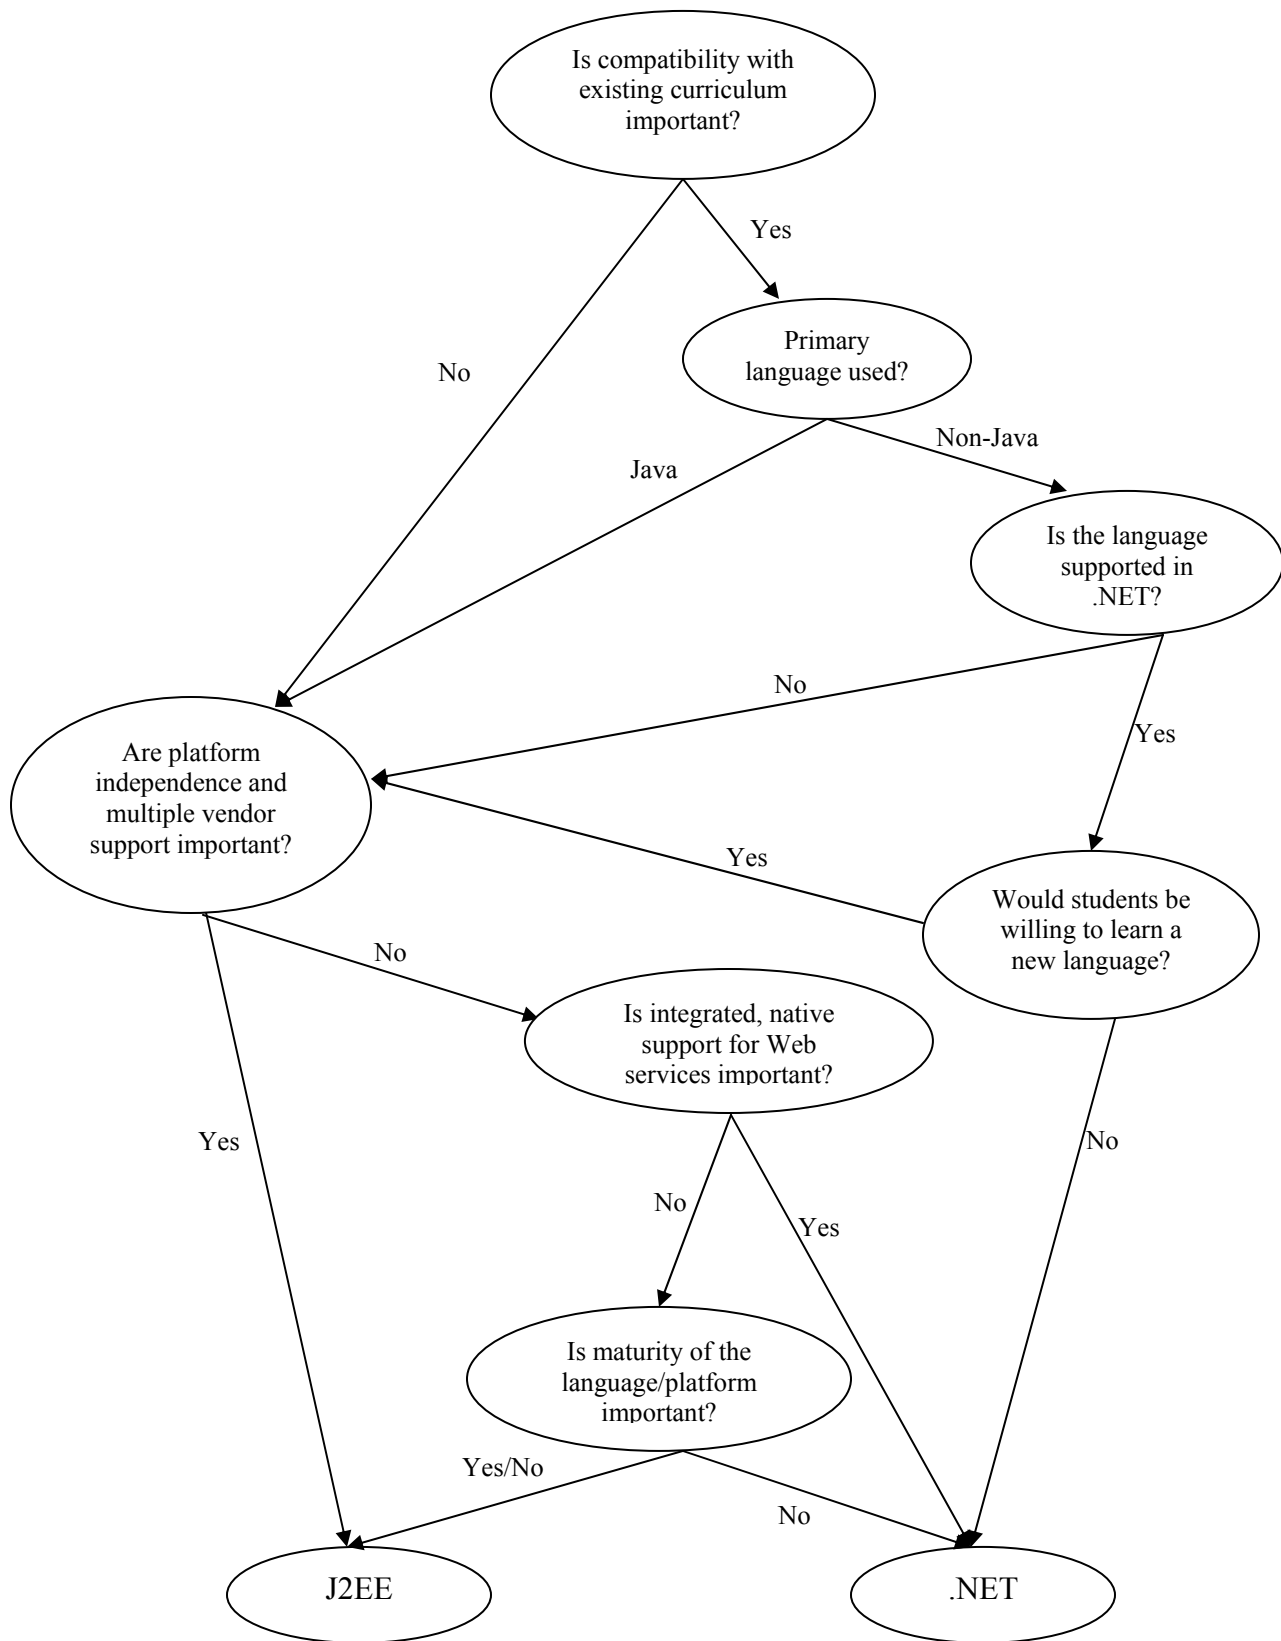 Is compatibility with
existing curriculum
important?
Yes
No
Primary
language used?
Non-Java
Java
Is the language
supported in
.NET?
No
Yes
Are platform
independence and
multiple vendor
support important?
Yes
Would students be
willing to learn a
new language?
No
Is integrated, native
support for Web
services important?
Yes
No
No
Yes
Is maturity of the
language/platform
important?
Yes/No
No
J2EE
.NET